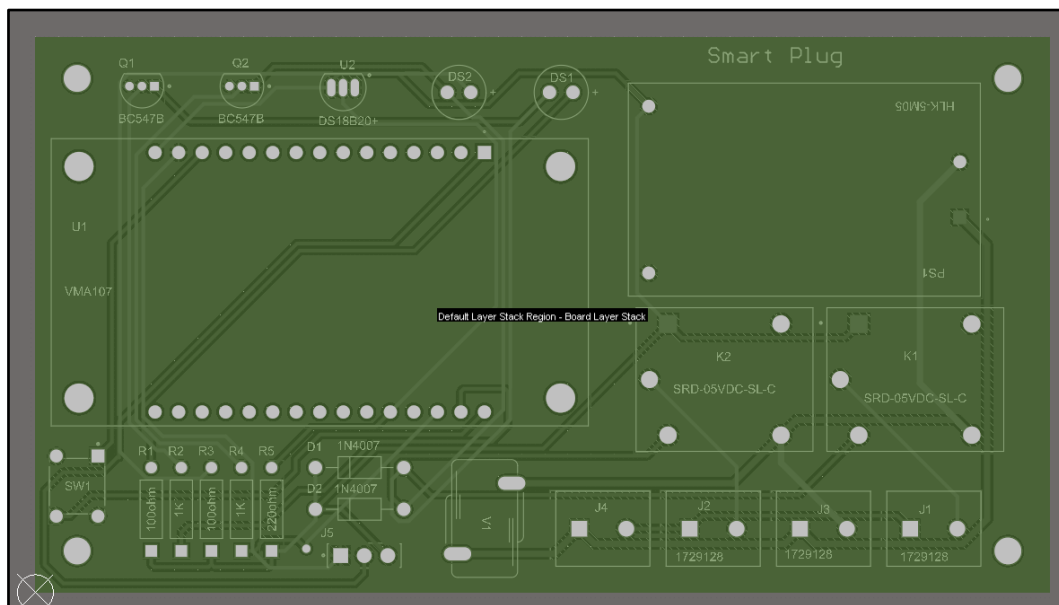 Smart Plug
Q1
Q2
U2
DS2
DS1
+
+
BC547B
BC547B
DS18B20+
HLK-5M05
U1
VMA107
PS1
Default Layer Stack Region - Board Layer Stack
K2
K1
SRD-05VDC-SL-C
SRD-05VDC-SL-C
R1
R2
R3
R4
R5
D1
1N4007
SW1
100ohm
1K
100ohm
1K
220ohm
D2
1N4007
V1
J5
J4
J2
J3
J1
1729128
1729128
1729128